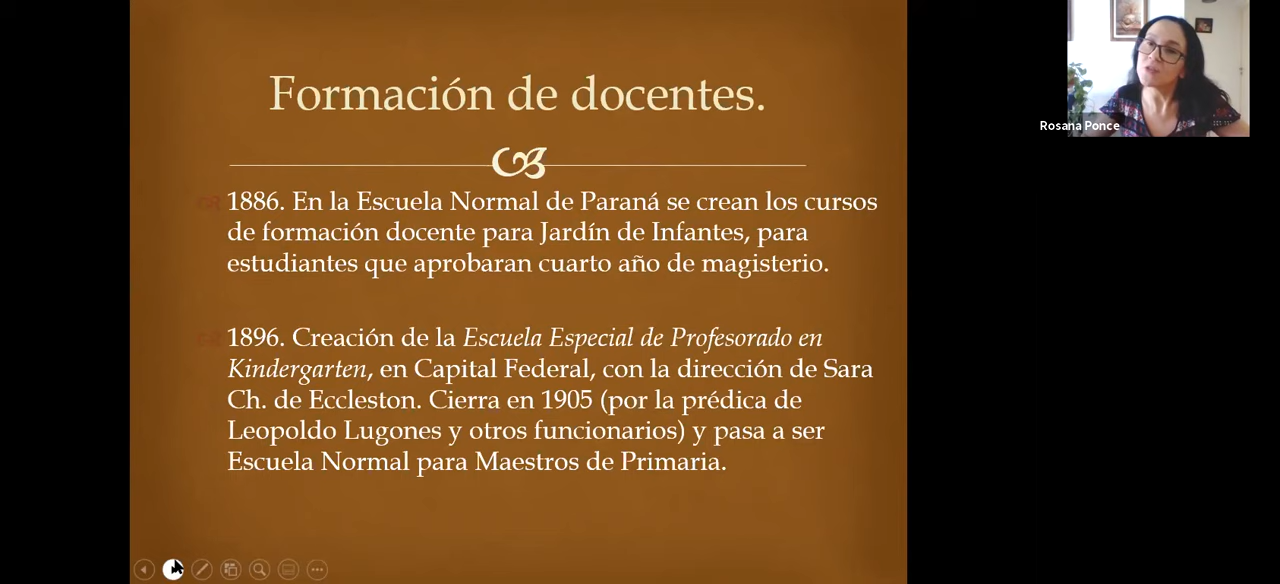 Formación de docentes.
1886. En la Escuela Normal de Paraná se crean los cursos
de formación docente para Jardín de Infantes, para
estudiantes que aprobaran cuarto año de magisterio.
1896. Creación de la Escuela Especial de Profesorado en
Kindergarten, en Capital Federal, con la dirección de Sara
Ch. de Eccleston. Cierra en 1905 (por la prédica de
Leopoldo Lugones y otros funcionarios) y pasa a ser
Escuela Normal para Maestros de Primaria.
Rosana Ponce